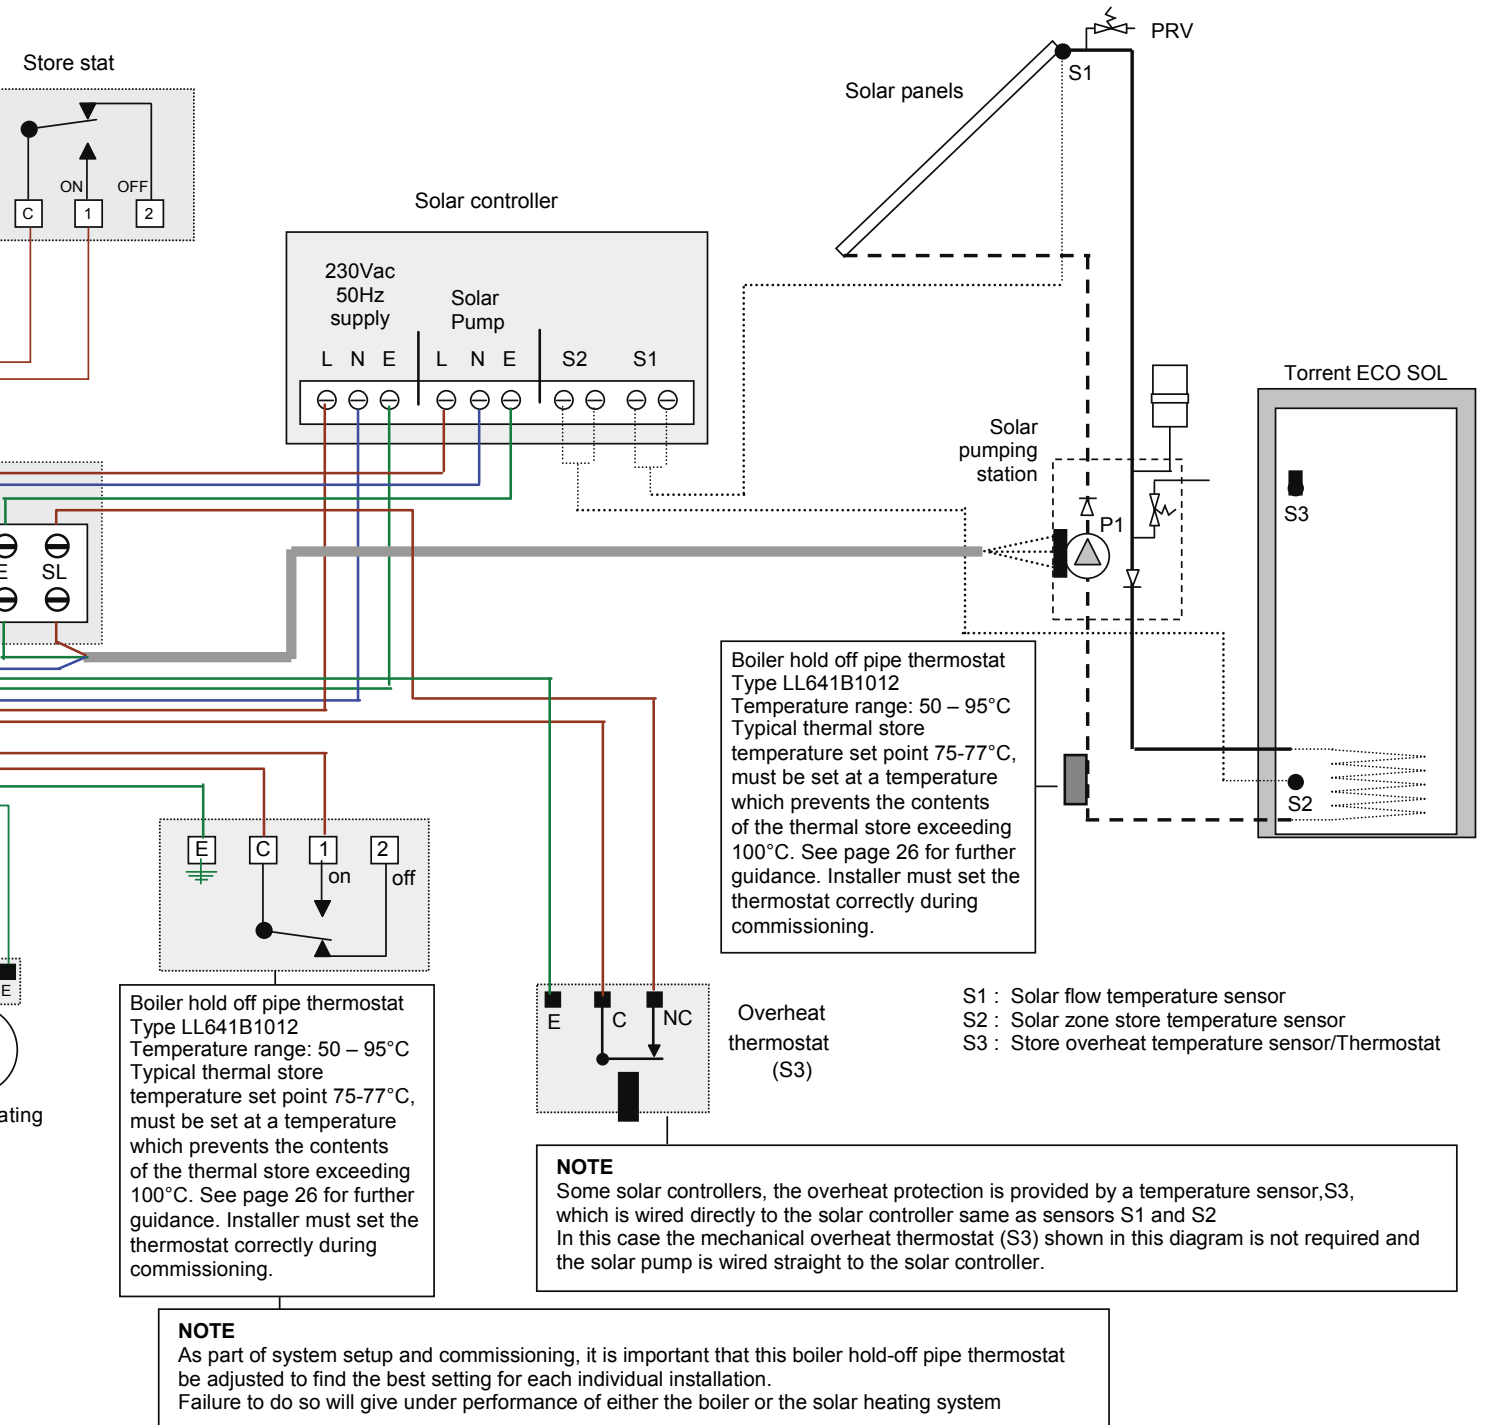 PRV
Store stat
S1
Solar panels
ON
OFF
C
1
2
Solar controller
230Vac
50Hz
supply
Solar
Pump
L N E
L N E
S2
S1
Torrent ECO SOL
Solar
pumping
station
S3
P1
E
SL
Boiler hold off pipe thermostat
Type LL641B1012
Temperature range: 50 – 95°C
Typical thermal store
temperature set point 75-77°C,
must be set at a temperature
which prevents the contents
of the thermal store exceeding
100°C. See page 26 for further
guidance. Installer must set the
thermostat correctly during
commissioning.
S2
E
C
1
2
on
off
E
Boiler hold off pipe thermostat
Type LL641B1012
Temperature range: 50 – 95°C
Typical thermal store
temperature set point 75-77°C,
must be set at a temperature
which prevents the contents
of the thermal store exceeding
100°C. See page 26 for further
guidance. Installer must set the
thermostat correctly during
commissioning.
ating
E
C
NC
Overheat
thermostat
(S3)
S1 : Solar flow temperature sensor
S2 : Solar zone store temperature sensor
S3 : Store overheat temperature sensor/Thermostat
NOTE
Some solar controllers, the overheat protection is provided by a temperature sensor,S3,
which is wired directly to the solar controller same as sensors S1 and S2
In this case the mechanical overheat thermostat (S3) shown in this diagram is not required and
the solar pump is wired straight to the solar controller.
NOTE
As part of system setup and commissioning, it is important that this boiler hold-off pipe thermostat
be adjusted to find the best setting for each individual installation.
Failure to do so will give under performance of either the boiler or the solar heating system